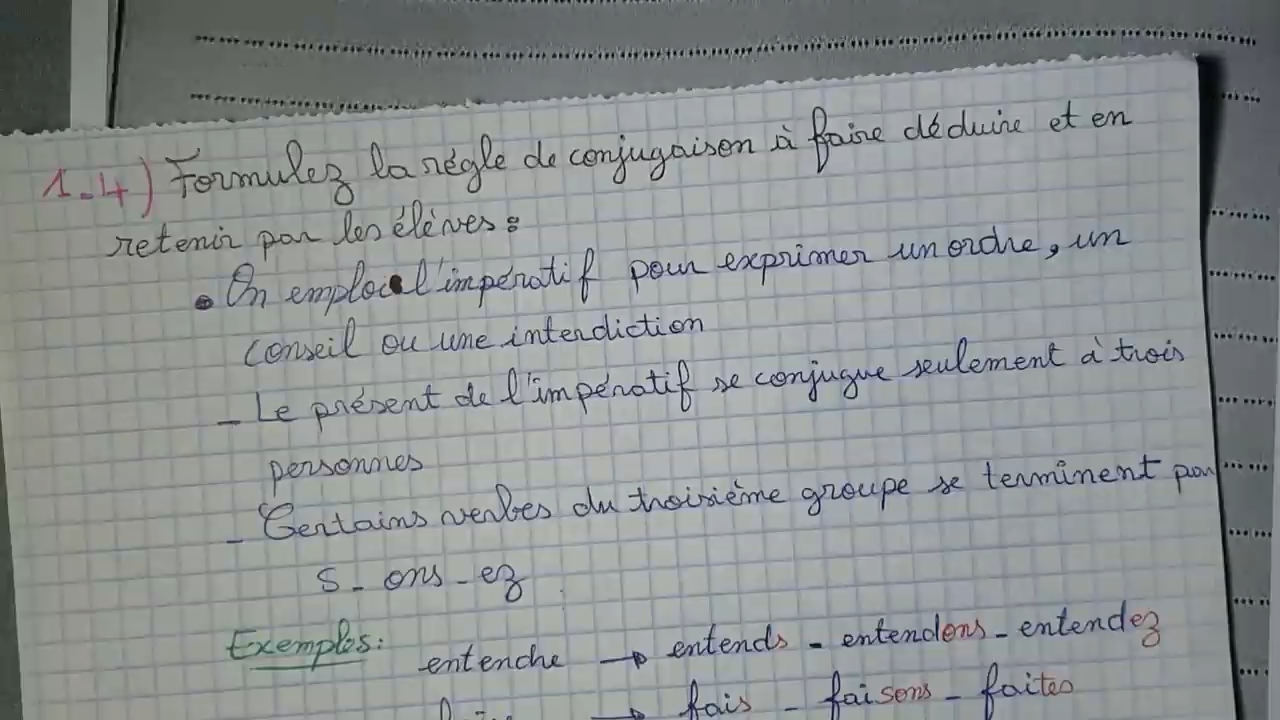 1.4) Formulez la règle de conjugaison à faire déduire et en
retenir par les élèves :
• On emploi l'impératif pour exprimer un ordre, un
conseil ou une interdiction
- Le présent de l'impératif se conjugue seulement à trois
personnes
- Certains verbes du troisième groupe se terminent par
s - ons - ez
Exemples : entendre → entends - entendons - entendez
→ fais - faisons - faites